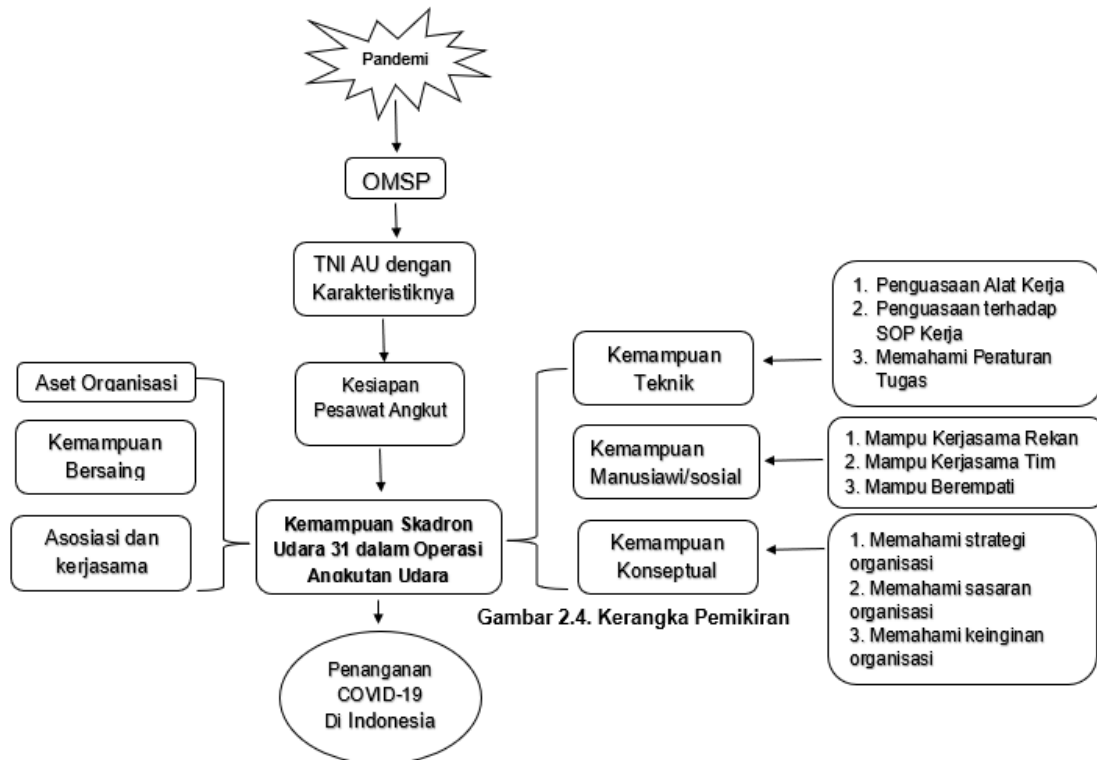 Pandemi
OMSP
TNI AU dengan
Karakteristiknya
Kesiapan
Pesawat Angkut
Aset Organisasi
Kemampuan
Bersaing
Asosiasi dan
kerjasama
Kemampuan Skadron
Udara 31 dalam Operasi
Angkutan Udara
Kemampuan
Teknik
Kemampuan
Manusiawi/sosial
Kemampuan
Konseptual
1. Penguasaan Alat Kerja
2. Penguasaan terhadap
SOP Kerja
3. Memahami Peraturan
Tugas
1. Mampu Kerjasama Rekan
2. Mampu Kerjasama Tim
3. Mampu Berempati
1. Memahami strategi
organisasi
2. Memahami sasaran
organisasi
3. Memahami keinginan
organisasi
Gambar 2.4. Kerangka Pemikiran
Penanganan
COVID-19
Di Indonesia